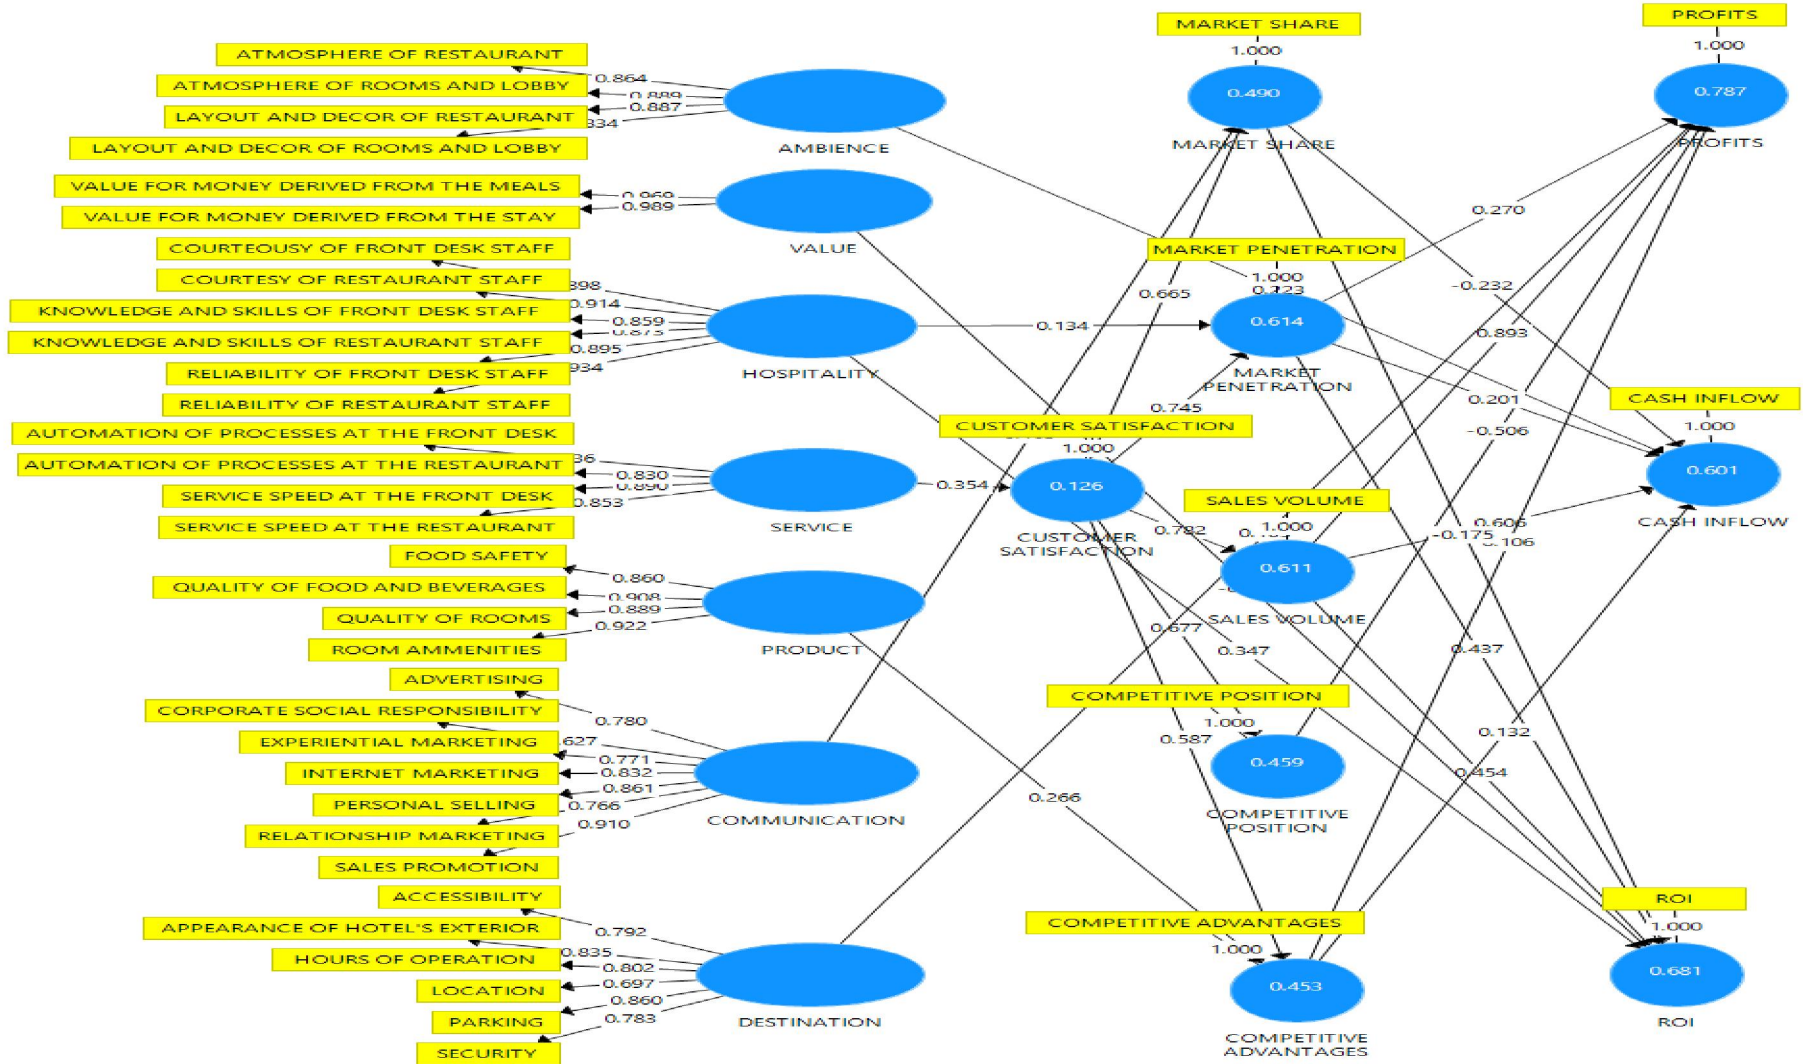 ATMOSPHERE OF RESTAURANT
ATMOSPHERE OF ROOMS AND LOBBY
LAYOUT AND DECOR OF RESTAURANT
LAYOUT AND DECOR OF ROOMS AND LOBBY
0.864
0.889
0.887
AMBIENCE
VALUE FOR MONEY DERIVED FROM THE MEALS
VALUE FOR MONEY DERIVED FROM THE STAY
0.969
0.989
VALUE
COURTEOUSY OF FRONT DESK STAFF
COURTESY OF RESTAURANT STAFF
KNOWLEDGE AND SKILLS OF FRONT DESK STAFF
KNOWLEDGE AND SKILLS OF RESTAURANT STAFF
RELIABILITY OF FRONT DESK STAFF
RELIABILITY OF RESTAURANT STAFF
0.914
0.859
0.895
HOSPITALITY
AUTOMATION OF PROCESSES AT THE FRONT DESK
AUTOMATION OF PROCESSES AT THE RESTAURANT
SERVICE SPEED AT THE FRONT DESK
SERVICE SPEED AT THE RESTAURANT
0.830
0.890
0.853
SERVICE
FOOD SAFETY
QUALITY OF FOOD AND BEVERAGES
QUALITY OF ROOMS
ROOM AMMENITIES
0.860
0.908
0.889
0.922
PRODUCT
ADVERTISING
CORPORATE SOCIAL RESPONSIBILITY
EXPERIENTIAL MARKETING
INTERNET MARKETING
PERSONAL SELLING
RELATIONSHIP MARKETING
SALES PROMOTION
0.780
0.771
0.832
0.861
0.766
0.910
COMMUNICATION
ACCESSIBILITY
APPEARANCE OF HOTEL'S EXTERIOR
HOURS OF OPERATION
LOCATION
PARKING
SECURITY
0.792
0.835
0.802
0.697
0.860
0.783
DESTINATION
MARKET SHARE
1.000
0.490
MARKET SHARE
0.665
MARKET PENETRATION
1.000
0.134
0.614
MARKET
PENETRATION
0.745
CUSTOMER SATISFACTION
1.000
0.354
0.126
CUSTOMER
SATISFACTION
0.782
SALES VOLUME
1.000
0.611
SALES VOLUME
0.677
0.347
COMPETITIVE POSITION
1.000
0.587
0.459
COMPETITIVE
POSITION
0.266
COMPETITIVE ADVANTAGES
1.000
0.453
COMPETITIVE
ADVANTAGES
PROFITS
1.000
0.787
PROFITS
0.270
-0.232
0.893
0.201
-0.506
CASH INFLOW
1.000
0.601
CASH INFLOW
0.606
-0.175
0.437
0.132
0.454
ROI
1.000
0.681
ROI